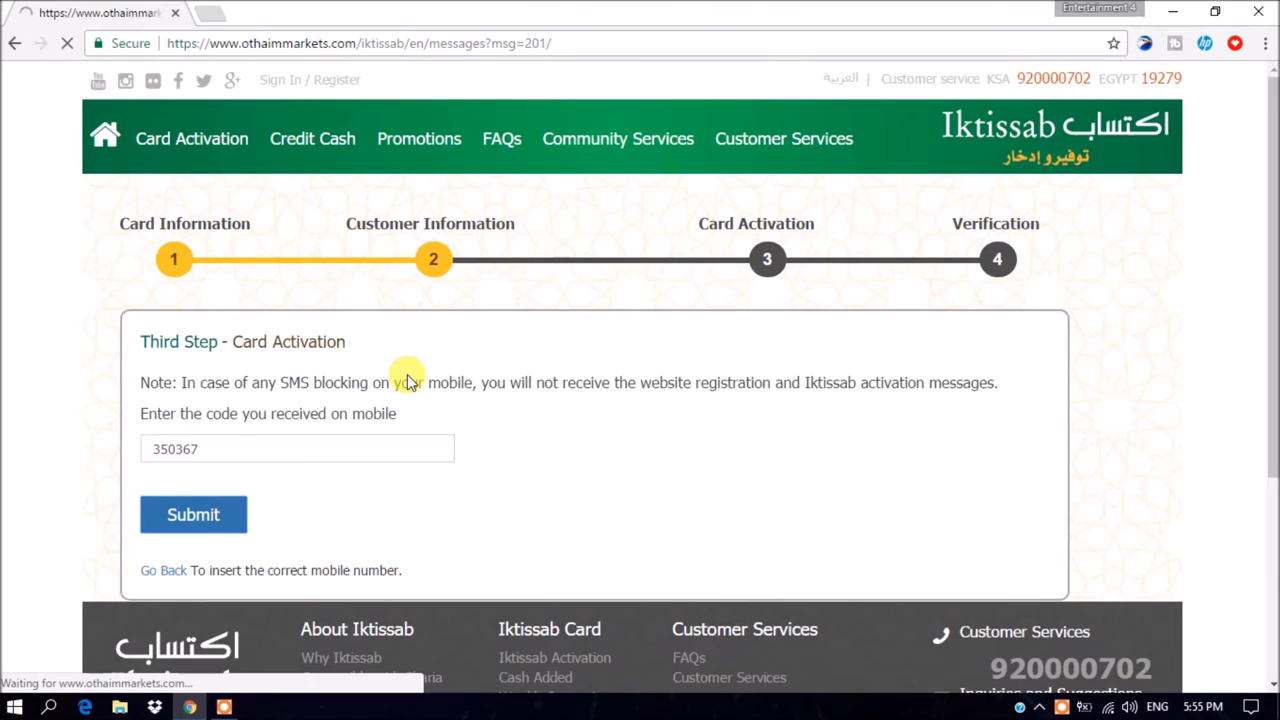 https://www.othaimmarl
Entertainment 4
Secure https://www.othaimmarkets.com/iktissab/en/messages?msg=201/
Sign In / Register
العربية | Customer service KSA 920000702 EGYPT 19279
Card Activation Credit Cash Promotions FAQs Community Services Customer Services
Iktissab اكتساب
توفير و إدخار
Card Information Customer Information Card Activation Verification
1 2 3 4
Third Step - Card Activation
Note: In case of any SMS blocking on your mobile, you will not receive the website registration and Iktissab activation messages.
Enter the code you received on mobile
350367
Submit
Go Back To insert the correct mobile number.
اكتساب
About Iktissab Iktissab Card Customer Services Customer Services
Why Iktissab Iktissab Activation FAQs 920000702
Cash Added Customer Services
Inquiries and Suggestions
Waiting for www.othaimmarkets.com...
ENG 5:55 PM